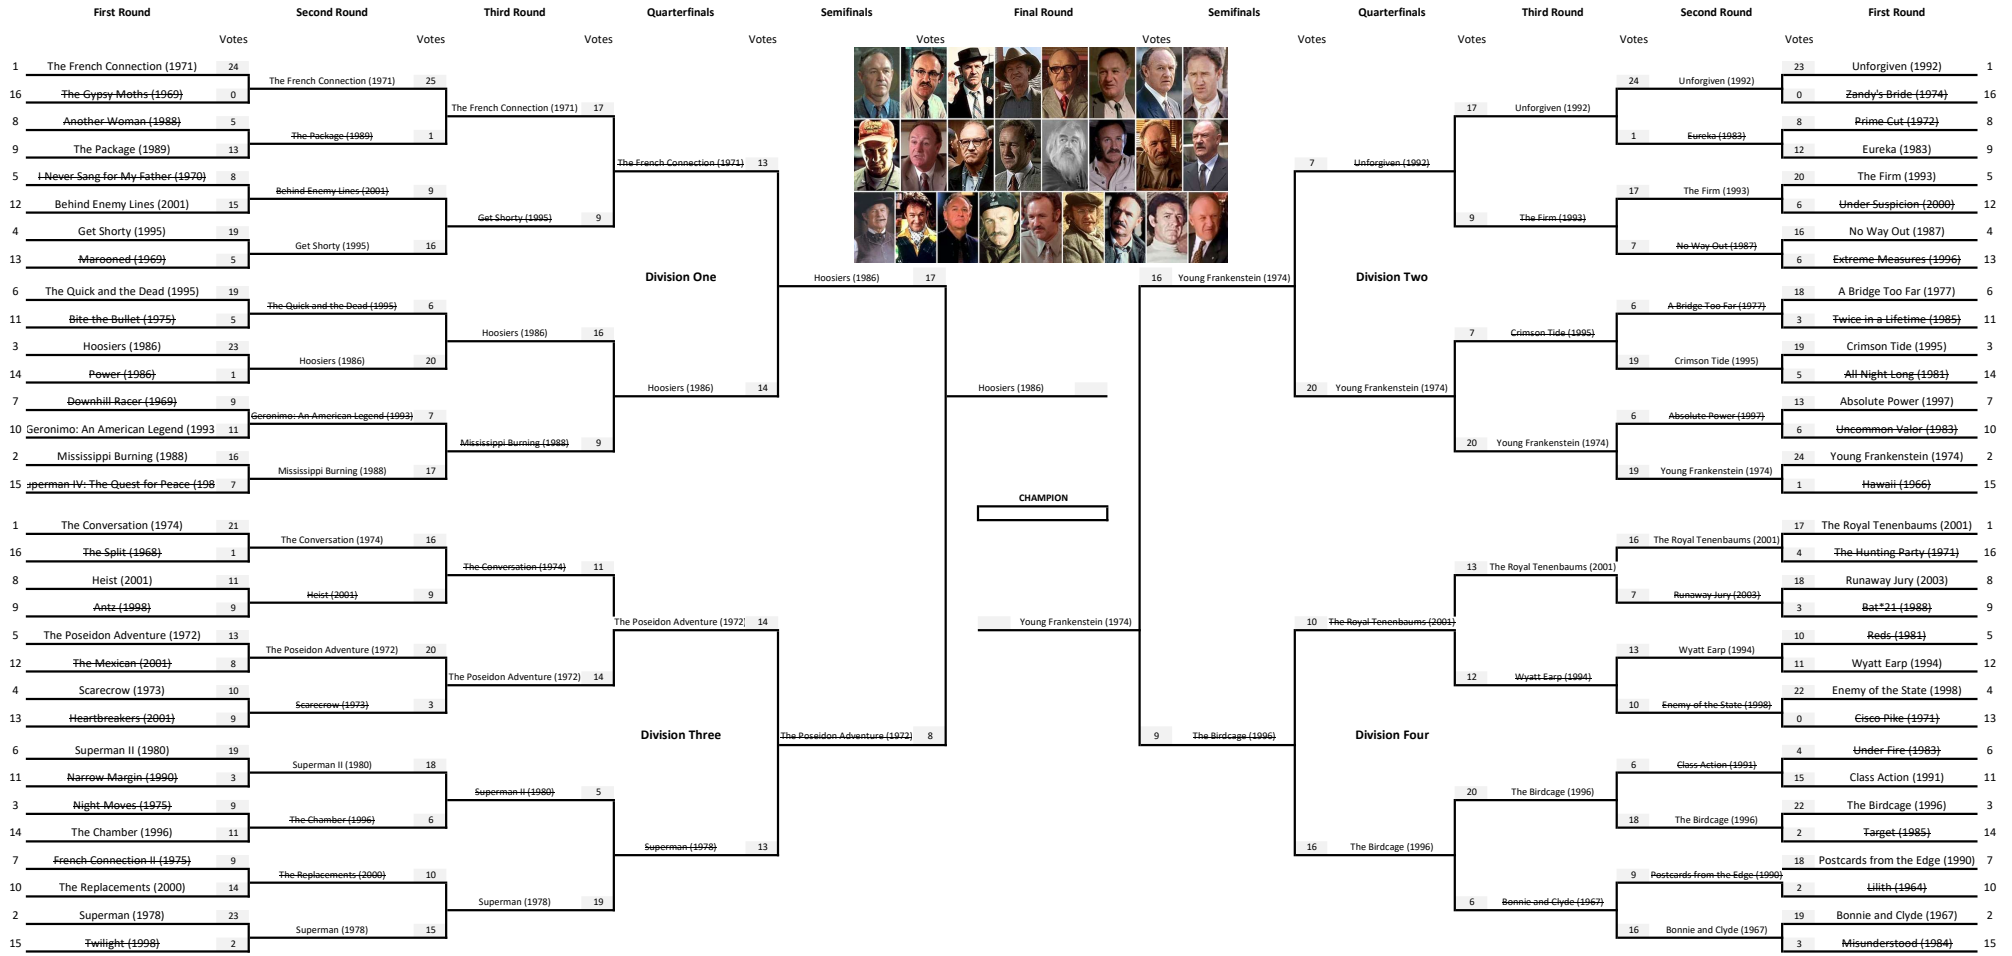 First Round Second Round Third Round Quarterfinals Semifinals Final Round Semifinals Quarterfinals Third Round Second Round First Round
Votes Votes Votes Votes Votes Votes Votes Votes Votes Votes
1 The French Connection (1971) 24
16 The Gypsy Moths (1969) 0
8 Another Woman (1988) 5
9 The Package (1989) 13
5 I Never Sang for My Father (1970) 8
12 Behind Enemy Lines (2001) 15
4 Get Shorty (1995) 19
13 Marooned (1969) 5
6 The Quick and the Dead (1995) 19
11 Bite the Bullet (1975) 5
3 Hoosiers (1986) 23
14 Power (1986) 1
7 Downhill Racer (1969) 9
10 Geronimo: An American Legend (1993 11
2 Mississippi Burning (1988) 16
15 uperman IV: The Quest for Peace (198 7
1 The Conversation (1974) 21
16 The Split (1968) 1
8 Heist (2001) 11
9 Antz (1998) 9
5 The Poseidon Adventure (1972) 13
12 The Mexican (2001) 8
4 Scarecrow (1973) 10
13 Heartbreakers (2001) 9
6 Superman II (1980) 19
11 Narrow Margin (1990) 3
3 Night Moves (1975) 9
14 The Chamber (1996) 11
7 French Connection II (1975) 9
10 The Replacements (2000) 14
2 Superman (1978) 23
15 Twilight (1998) 2
The French Connection (1971) 25
The Package (1989) 1
Behind Enemy Lines (2001) 9
Get Shorty (1995) 16
The Quick and the Dead (1995) 6
Hoosiers (1986) 20
Geronimo: An American Legend (1993) 7
Mississippi Burning (1988) 17
The Conversation (1974) 16
Heist (2001) 9
The Poseidon Adventure (1972) 20
Scarecrow (1973) 3
Superman II (1980) 18
The Chamber (1996) 6
The Replacements (2000) 10
Superman (1978) 15
The French Connection (1971) 17
Get Shorty (1995) 9
Hoosiers (1986) 16
Mississippi Burning (1988) 9
The Conversation (1974) 11
The Poseidon Adventure (1972) 14
Superman II (1980) 5
Superman (1978) 19
The French Connection (1971) 13
Division One
Hoosiers (1986) 14
The Poseidon Adventure (1972) 14
Division Three
Superman (1978) 13
Hoosiers (1986) 17
The Poseidon Adventure (1972) 8
Hoosiers (1986)
CHAMPION
Young Frankenstein (1974)
16 Young Frankenstein (1974)
9 The Birdcage (1996)
7 Unforgiven (1992)
Division Two
20 Young Frankenstein (1974)
10 The Royal Tenenbaums (2001)
Division Four
16 The Birdcage (1996)
17 Unforgiven (1992)
9 The Firm (1993)
7 Crimson Tide (1995)
20 Young Frankenstein (1974)
13 The Royal Tenenbaums (2001)
12 Wyatt Earp (1994)
20 The Birdcage (1996)
6 Bonnie and Clyde (1967)
24 Unforgiven (1992)
1 Eureka (1983)
17 The Firm (1993)
7 No Way Out (1987)
6 A Bridge Too Far (1977)
19 Crimson Tide (1995)
6 Absolute Power (1997)
19 Young Frankenstein (1974)
16 The Royal Tenenbaums (2001)
7 Runaway Jury (2003)
13 Wyatt Earp (1994)
10 Enemy of the State (1998)
6 Class Action (1991)
18 The Birdcage (1996)
9 Postcards from the Edge (1990)
16 Bonnie and Clyde (1967)
23 Unforgiven (1992) 1
0 Zandy's Bride (1974) 16
8 Prime Cut (1972) 8
12 Eureka (1983) 9
20 The Firm (1993) 5
6 Under Suspicion (2000) 12
16 No Way Out (1987) 4
6 Extreme Measures (1996) 13
18 A Bridge Too Far (1977) 6
3 Twice in a Lifetime (1985) 11
19 Crimson Tide (1995) 3
5 All Night Long (1981) 14
13 Absolute Power (1997) 7
6 Uncommon Valor (1983) 10
24 Young Frankenstein (1974) 2
1 Hawaii (1966) 15
17 The Royal Tenenbaums (2001) 1
4 The Hunting Party (1971) 16
18 Runaway Jury (2003) 8
3 Bat*21 (1988) 9
10 Reds (1981) 5
11 Wyatt Earp (1994) 12
22 Enemy of the State (1998) 4
0 Cisco Pike (1971) 13
4 Under Fire (1983) 6
15 Class Action (1991) 11
22 The Birdcage (1996) 3
2 Target (1985) 14
18 Postcards from the Edge (1990) 7
2 Lilith (1964) 10
19 Bonnie and Clyde (1967) 2
3 Misunderstood (1984) 15